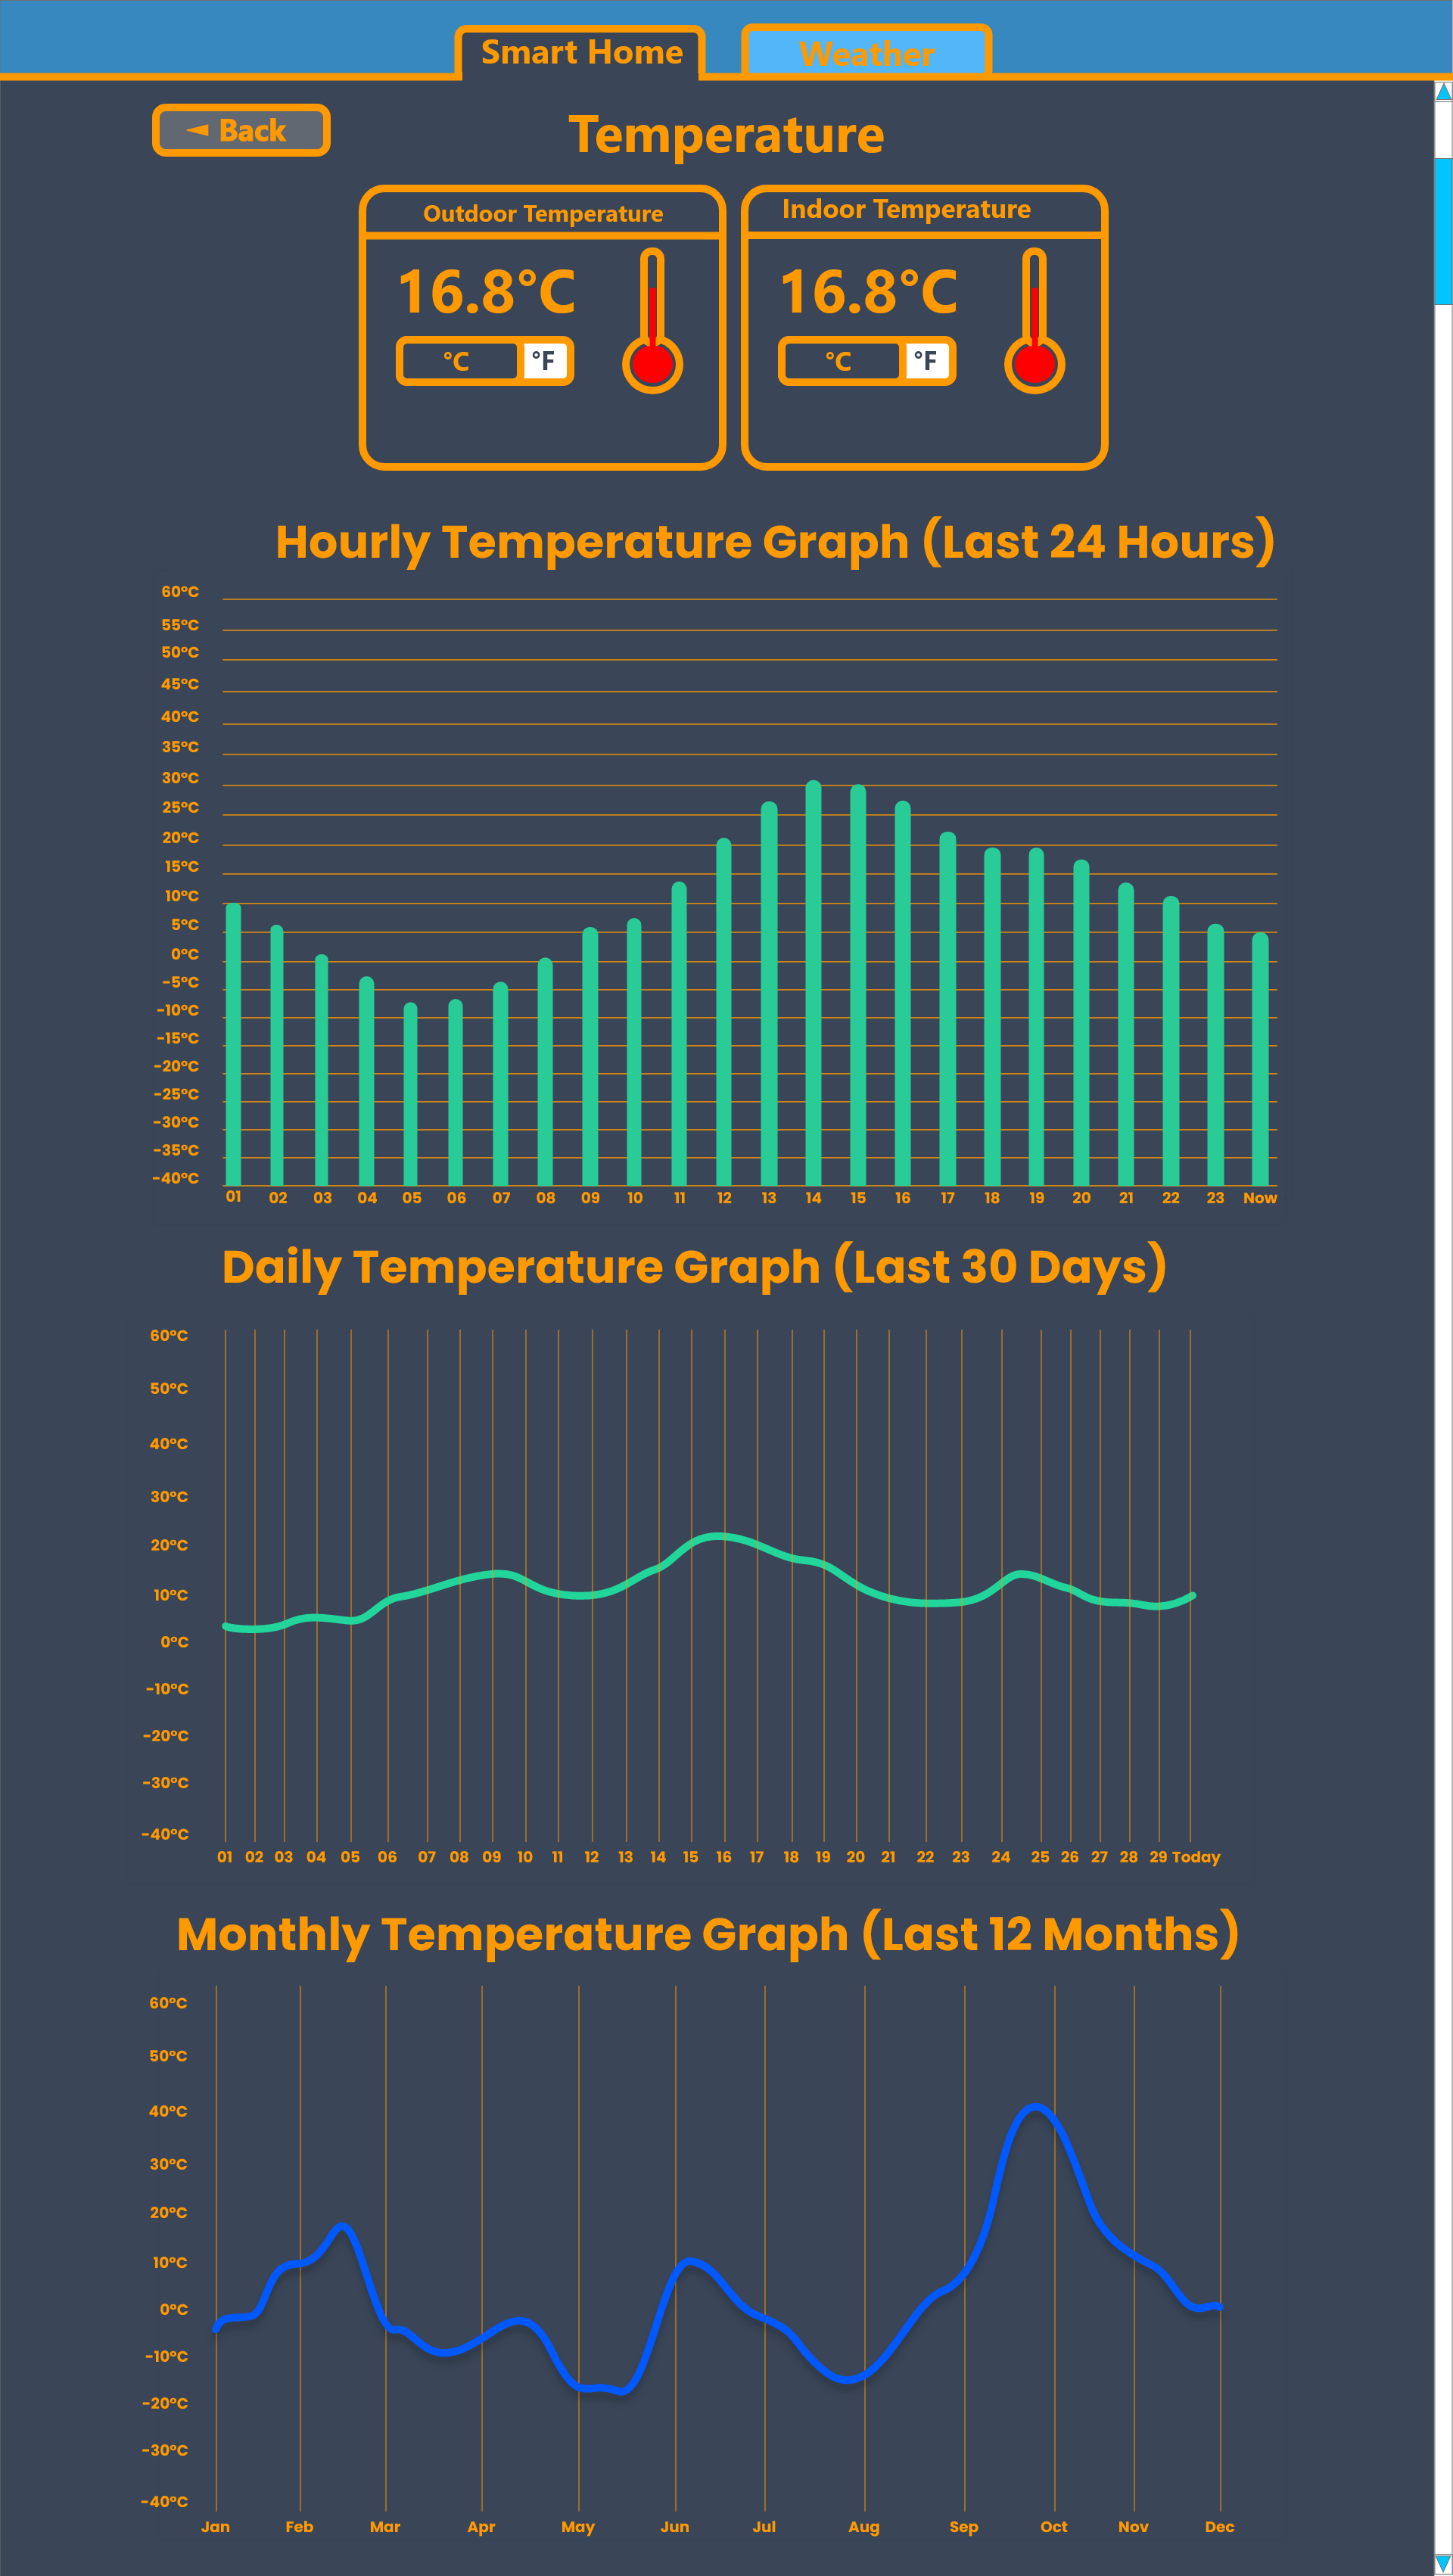 Smart Home Weather
◄ Back
Temperature
Outdoor Temperature
Indoor Temperature
16.8°C
16.8°C
°C °F
°C °F
Hourly Temperature Graph (Last 24 Hours)
60°C
55°C
50°C
45°C
40°C
35°C
30°C
25°C
20°C
15°C
10°C
5°C
0°C
-5°C
-10°C
-15°C
-20°C
-25°C
-30°C
-35°C
-40°C
01 02 03 04 05 06 07 08 09 10 11 12 13 14 15 16 17 18 19 20 21 22 23 Now
Daily Temperature Graph (Last 30 Days)
60°C
50°C
40°C
30°C
20°C
10°C
0°C
-10°C
-20°C
-30°C
-40°C
01 02 03 04 05 06 07 08 09 10 11 12 13 14 15 16 17 18 19 20 21 22 23 24 25 26 27 28 29 Today
Monthly Temperature Graph (Last 12 Months)
60°C
50°C
40°C
30°C
20°C
10°C
0°C
-10°C
-20°C
-30°C
-40°C
Jan Feb Mar Apr May Jun Jul Aug Sep Oct Nov Dec